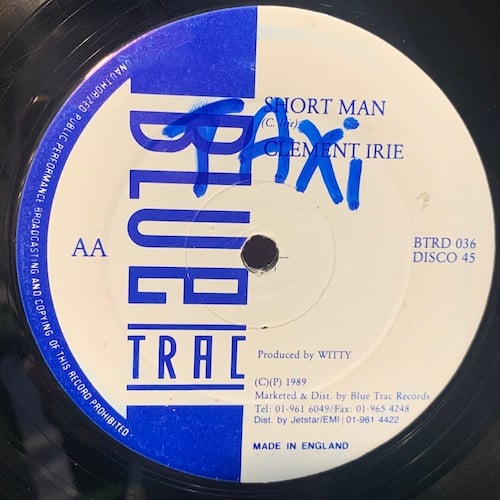 SHORT MAN
(C. Irie)
CLEMENT IRIE
TAXi
BLUE
TRAC
AA
BTRD 036
DISCO 45
Produced by WITTY
(C)(P) 1989
Marketed & Dist. by Blue Trac Records
Tel: 01-961 6049/Fax: 01-965 4248
Dist. by Jetstar/EMI | 01-961 4422
MADE IN ENGLAND
UNAUTHORIZED PUBLIC PERFORMANCE BROADCASTING AND COPYING OF THIS RECORD PROHIBITED